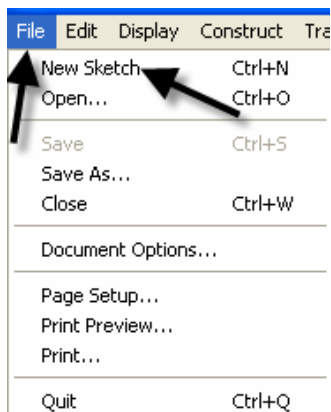 File Edit Display Construct Tra
New Sketch Ctrl+N
Open... Ctrl+O
Save Ctrl+S
Save As...
Close Ctrl+W
Document Options...
Page Setup...
Print Preview...
Print...
Quit Ctrl+Q